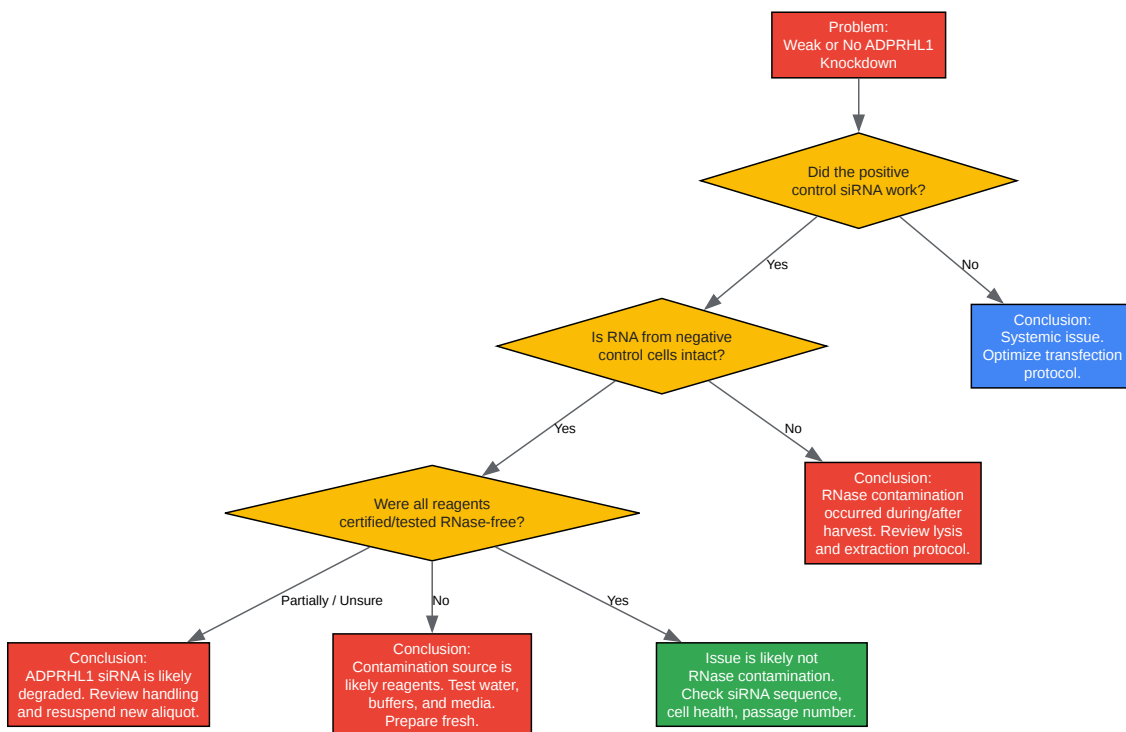 Problem:
Weak or No ADPRHL1
Knockdown
Did the positive
control siRNA work?
Yes
No
Is RNA from negative
control cells intact?
Conclusion:
Systemic issue.
Optimize transfection
protocol.
Yes
No
Were all reagents
certified/tested RNase-free?
Conclusion:
RNase contamination
occurred during/after
harvest. Review lysis
and extraction protocol.
Partially / Unsure
No
Yes
Conclusion:
ADPRHL1 siRNA is likely
degraded. Review handling
and resuspend new aliquot.
Conclusion:
Contamination source is
likely reagents. Test water,
buffers, and media.
Prepare fresh.
Issue is likely not
RNase contamination.
Check siRNA sequence,
cell health, passage number.